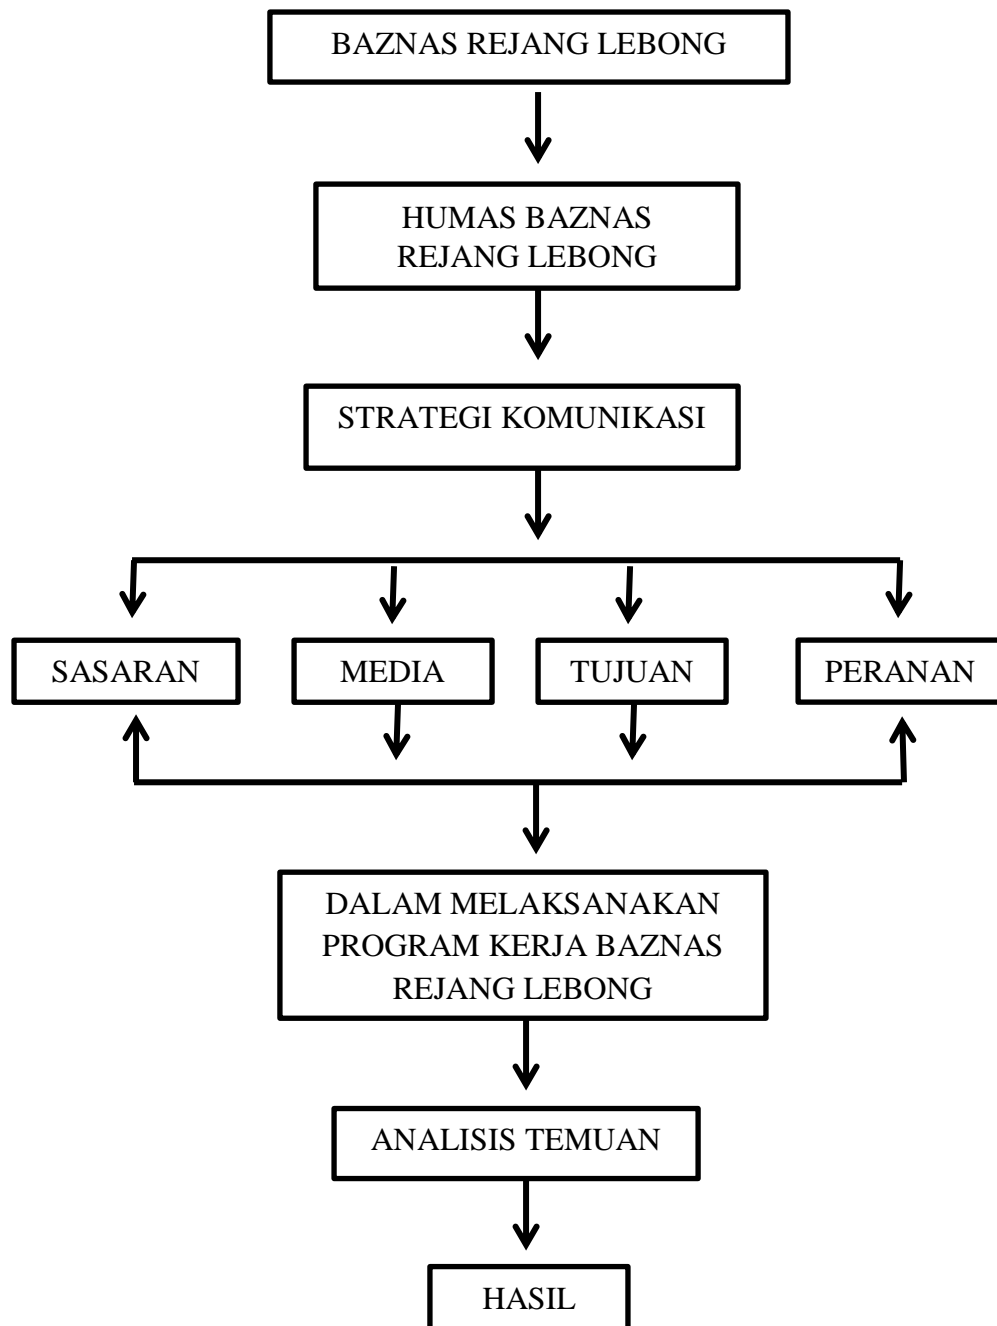 BAZNAS REJANG LEBONG
HUMAS BAZNAS
REJANG LEBONG
STRATEGI KOMUNIKASI
SASARAN
MEDIA
TUJUAN
PERANAN
DALAM MELAKSANAKAN
PROGRAM KERJA BAZNAS
REJANG LEBONG
ANALISIS TEMUAN
HASIL